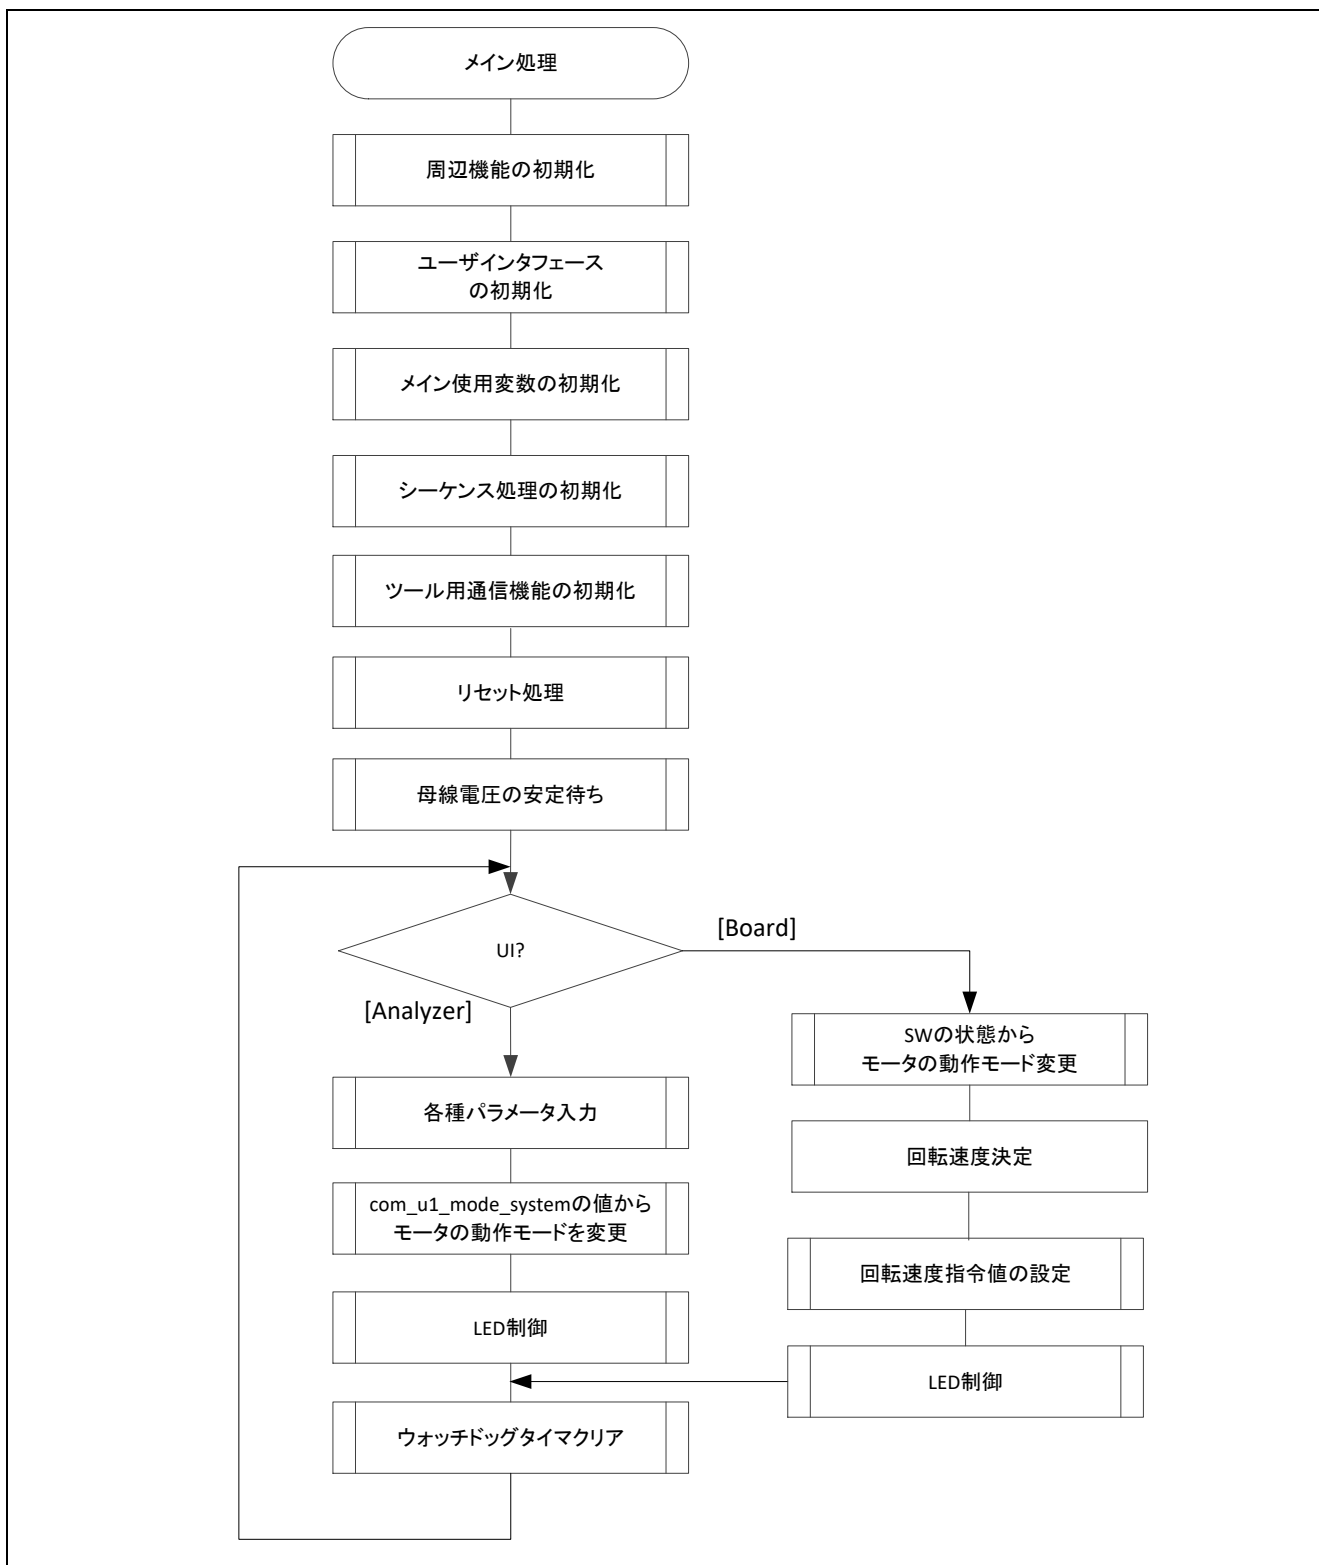 メイン処理
周辺機能の初期化
ユーザインタフェース
の初期化
メイン使用変数の初期化
シーケンス処理の初期化
ツール用通信機能の初期化
リセット処理
母線電圧の安定待ち
UI?
[Board]
[Analyzer]
SWの状態から
モータの動作モード変更
各種パラメータ入力
回転速度決定
com_u1_mode_systemの値から
モータの動作モードを変更
回転速度指令値の設定
LED制御
LED制御
ウォッチドッグタイマクリア